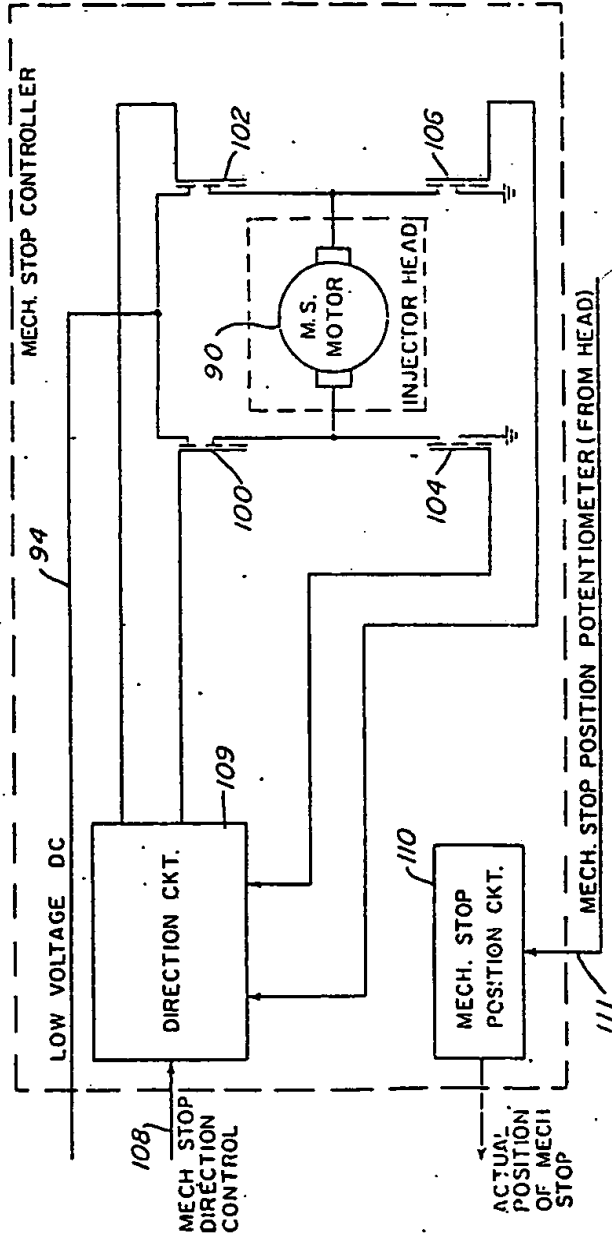 MECH. STOP CONTROLLER
LOW VOLTAGE DC
94
102
106
90
M.S.
MOTOR
INJECTOR HEAD
100
104
109
DIRECTION CKT.
108
MECH STOP
DIRECTION
CONTROL
110
MECH. STOP
POSITION CKT.
ACTUAL
POSITION
OF MECH
STOP
111
MECH. STOP POSITION POTENTIOMETER (FROM HEAD)